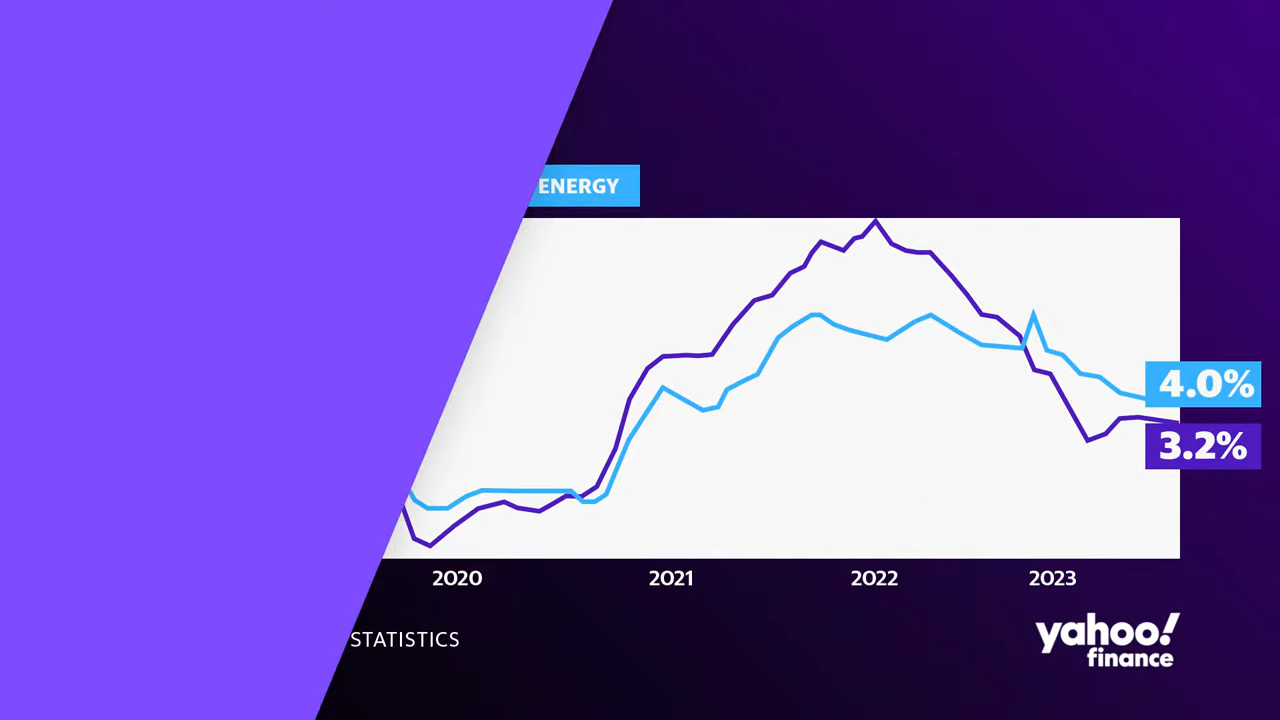 ENERGY
4.0%
3.2%
2020 2021 2022 2023
STATISTICS
yahoo!
finance